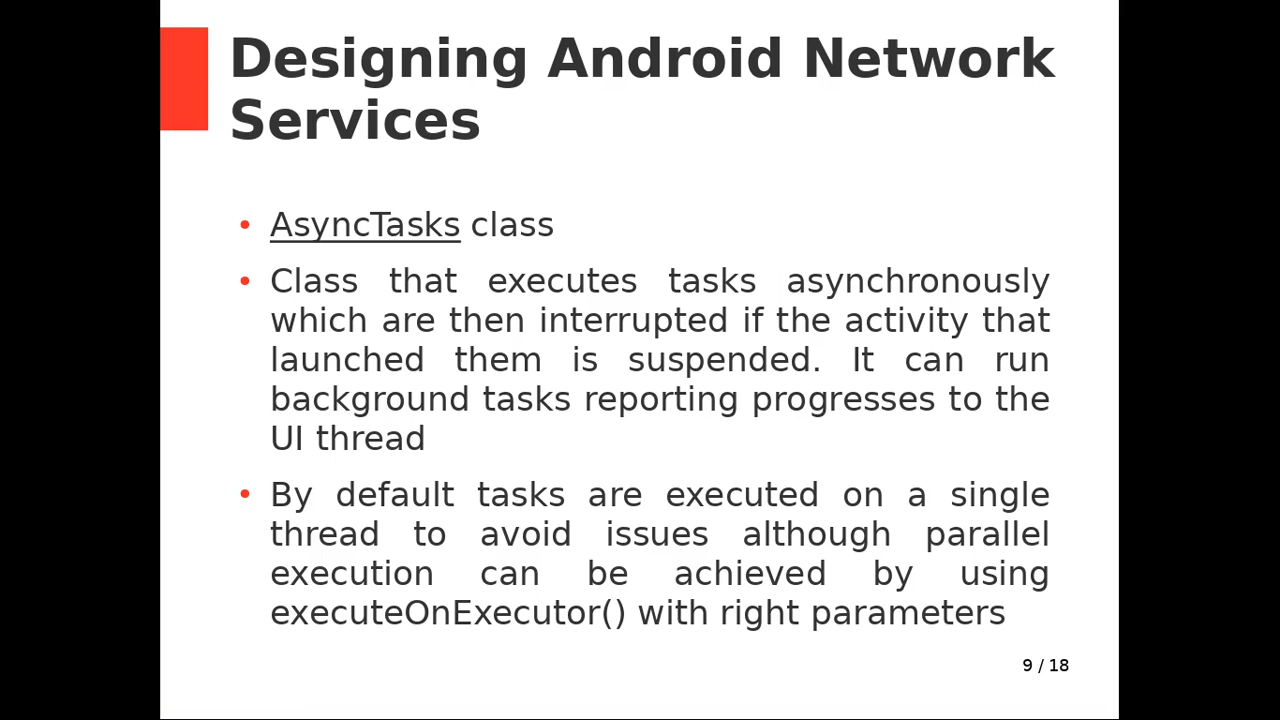 Designing Android Network
Services
• AsyncTasks class
• Class that executes tasks asynchronously
which are then interrupted if the activity that
launched them is suspended. It can run
background tasks reporting progresses to the
UI thread
• By default tasks are executed on a single
thread to avoid issues although parallel
execution can be achieved by using
executeOnExecutor() with right parameters
9 / 18